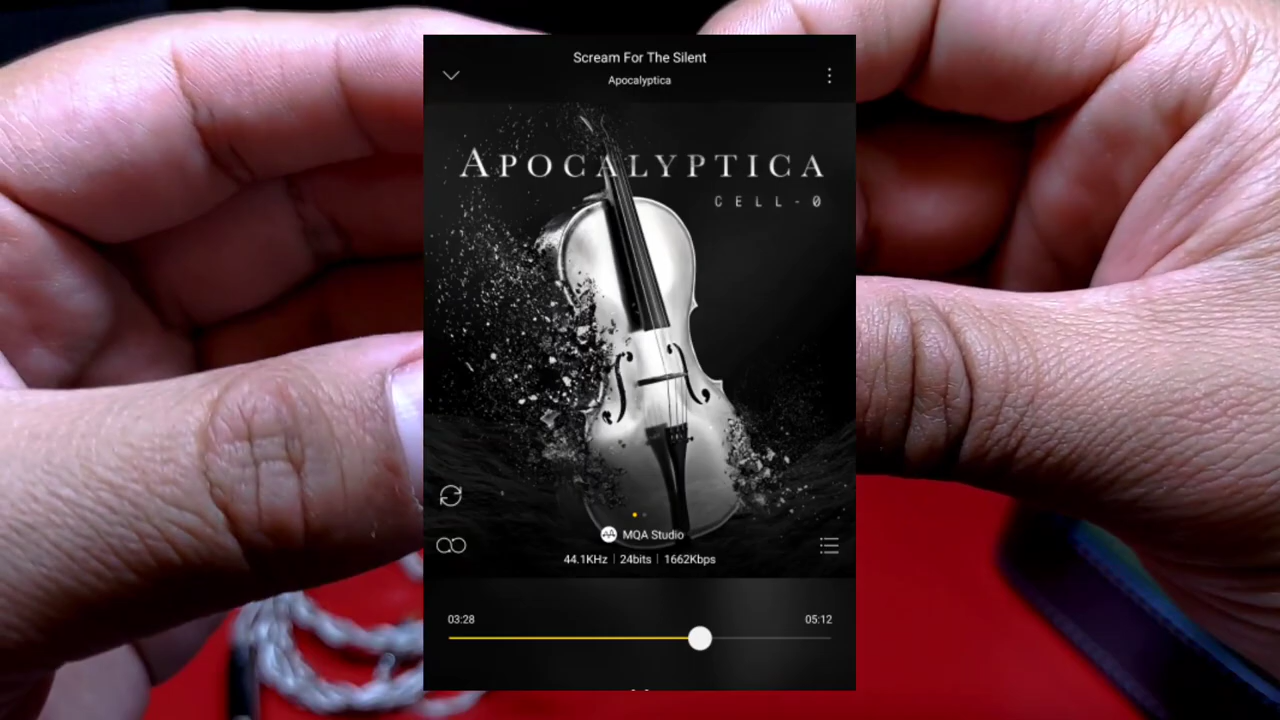 Scream For The Silent
Apocalyptica
APOCALYPTICA
CELL-0
MQA Studio
44.1KHz | 24bits | 1662Kbps
03:28
05:12